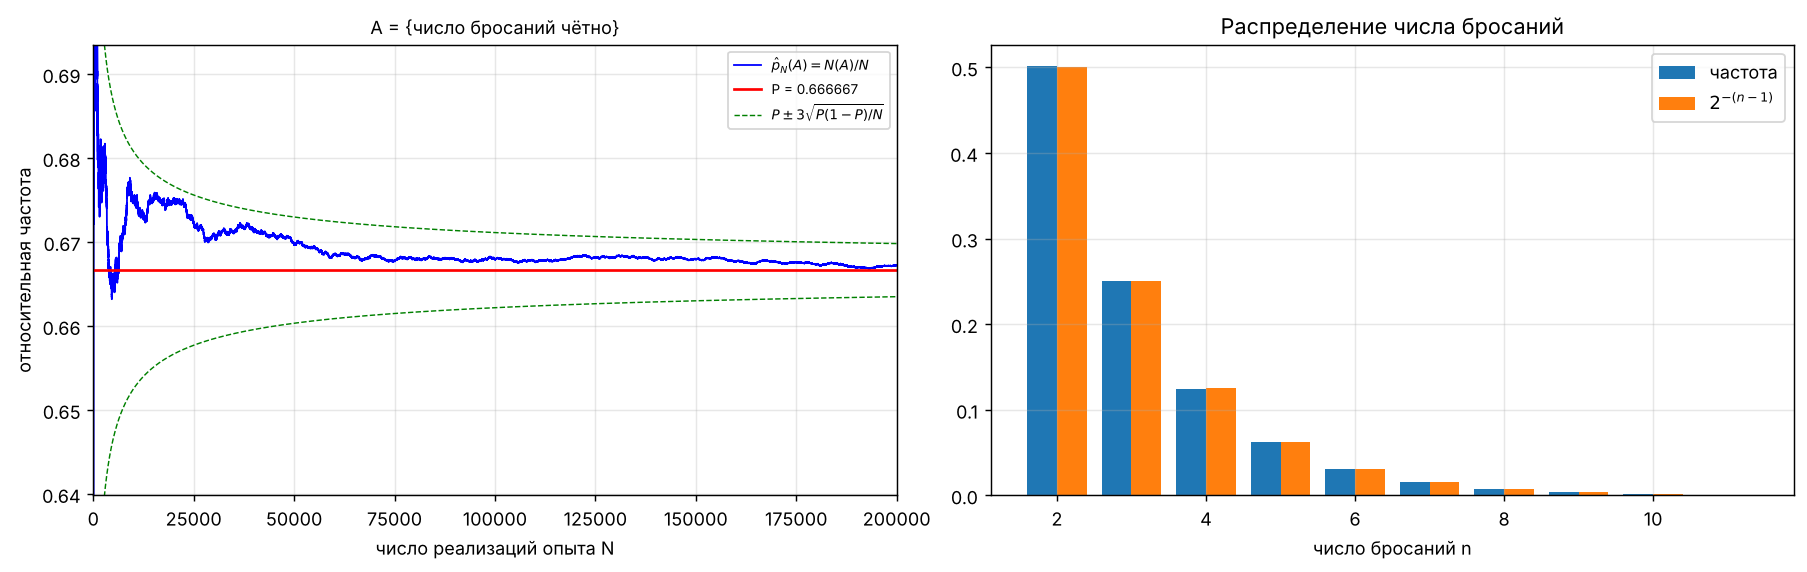 A = {число бросаний чётно}
0.69
0.68
0.67
0.66
0.65
0.64
относительная частота
p̂_N(A) = N(A)/N
P = 0.666667
P ± 3√P(1 − P)/N
0 25000 50000 75000 100000 125000 150000 175000 200000
число реализаций опыта N
Распределение числа бросаний
0.5
0.4
0.3
0.2
0.1
0.0
частота
2^{−(n−1)}
2 4 6 8 10
число бросаний n